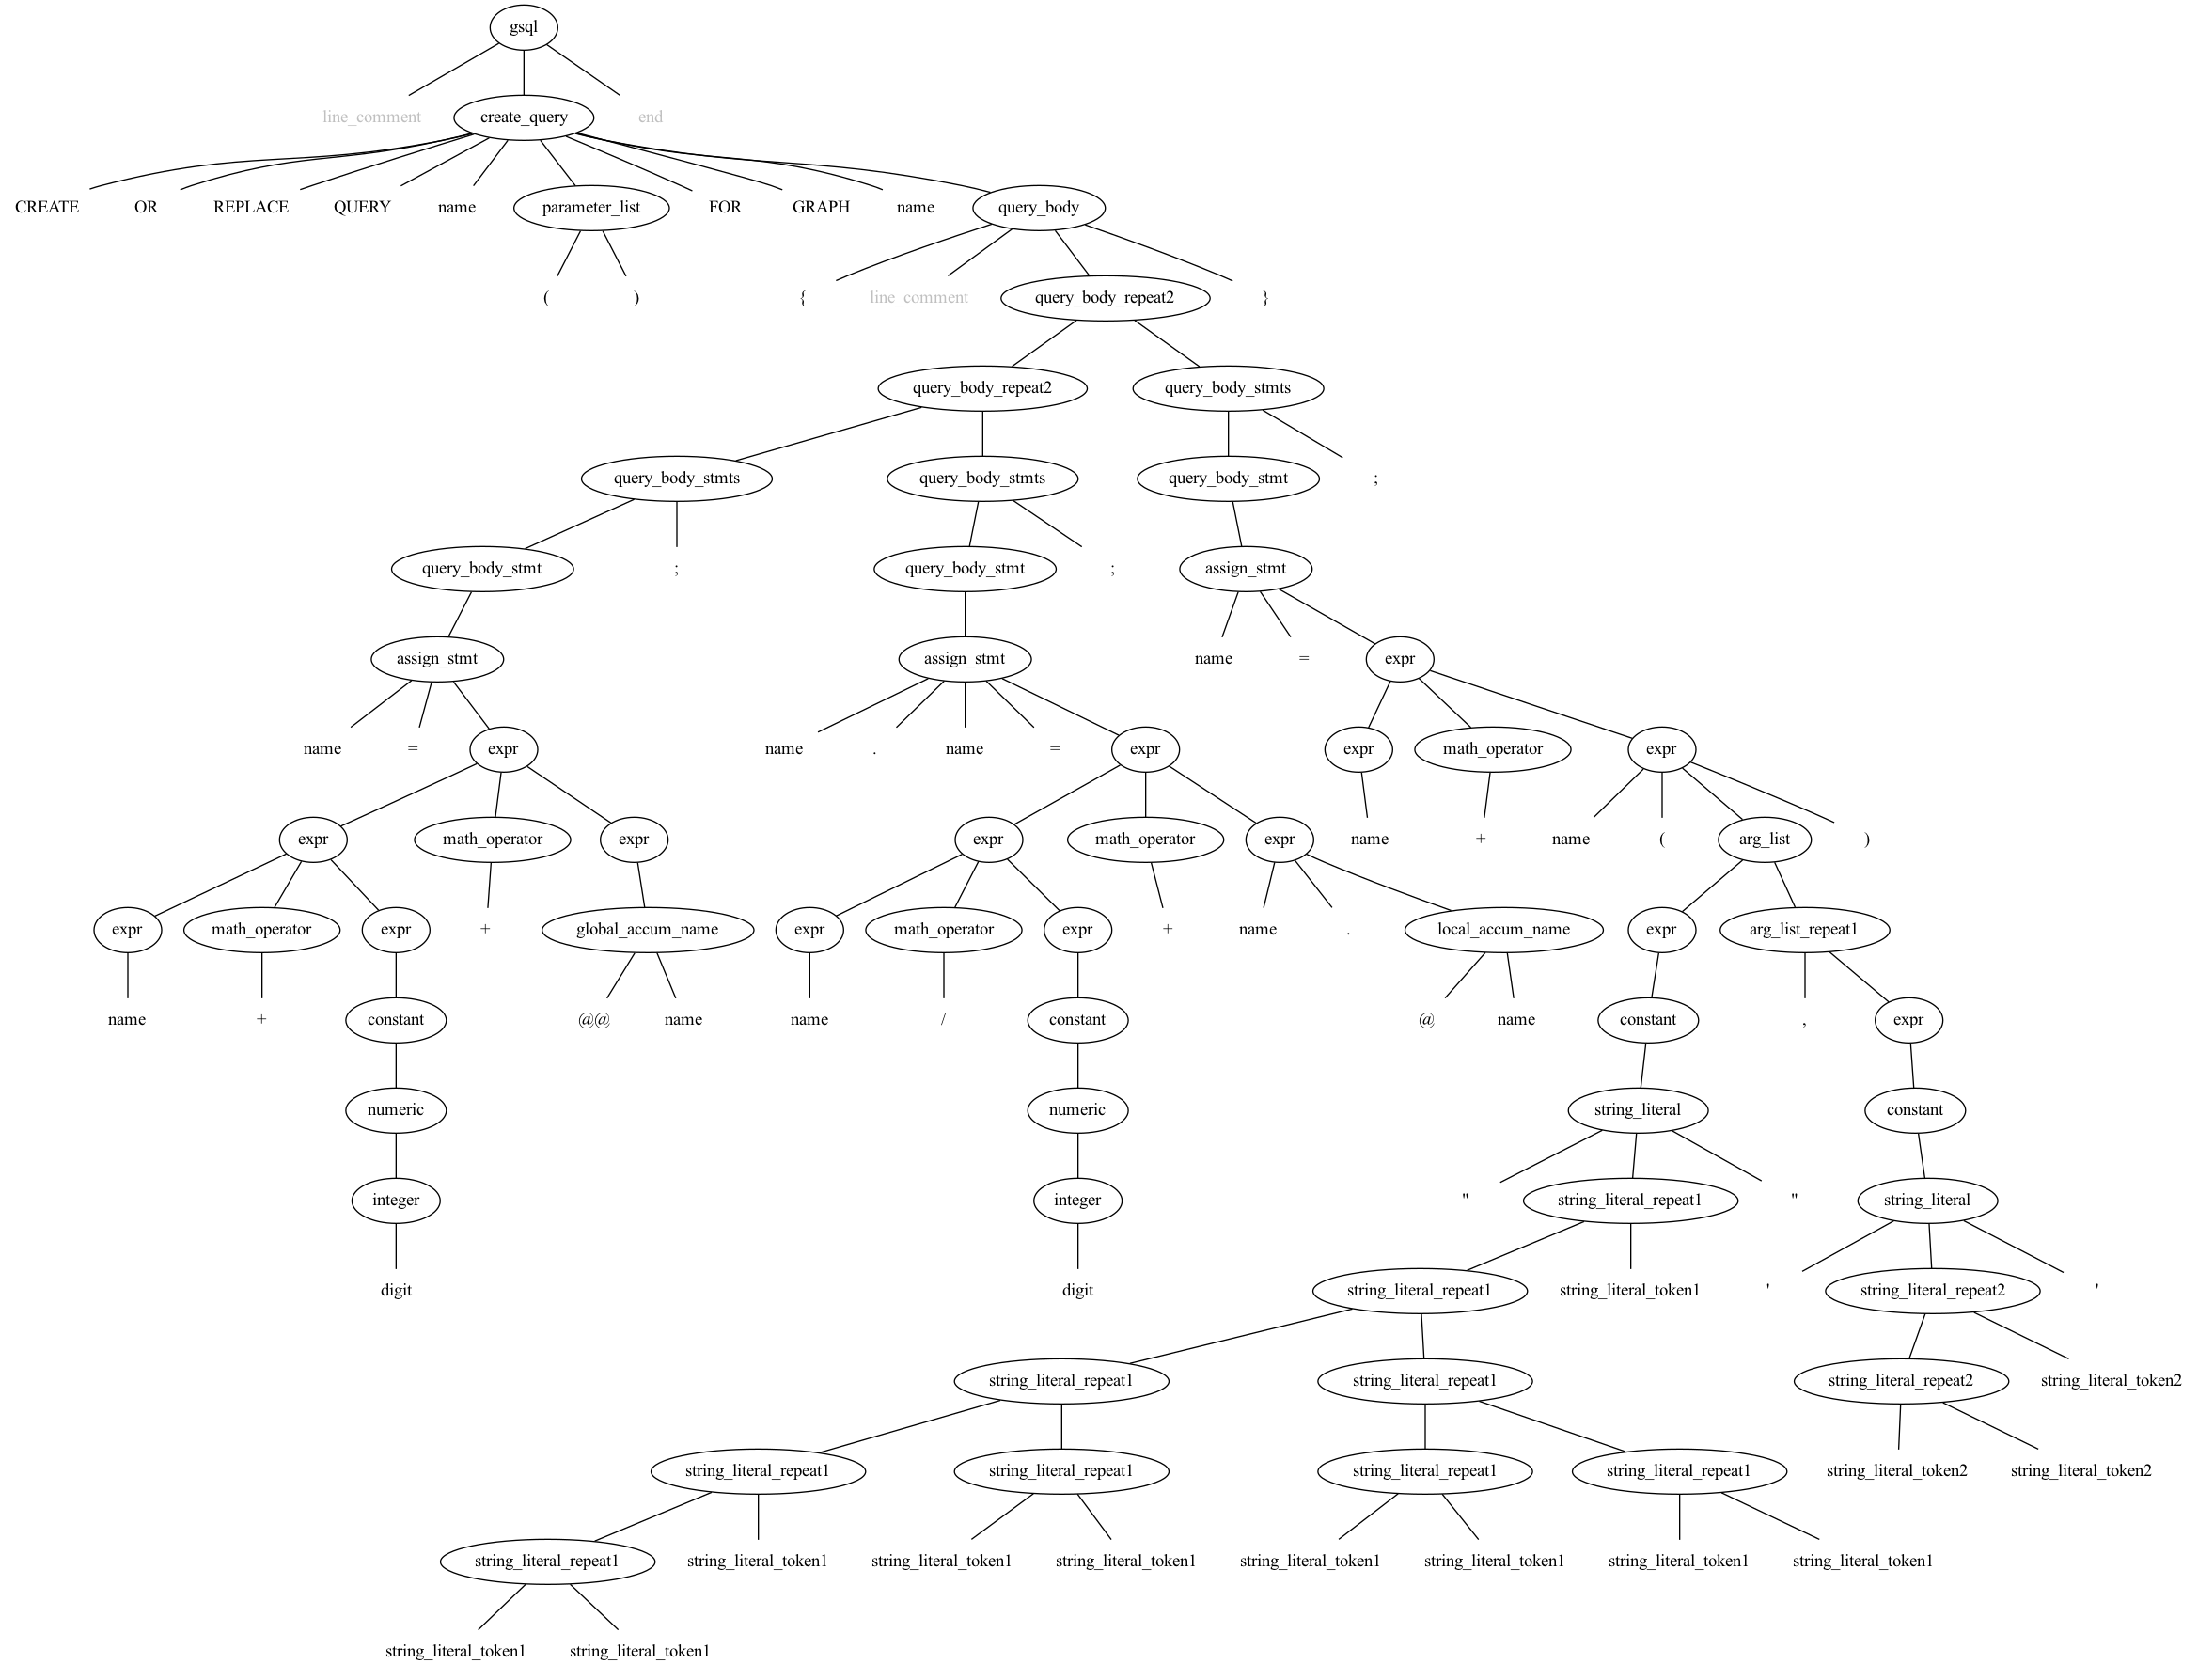 gsql
line_comment create_query end
CREATE OR REPLACE QUERY name parameter_list FOR GRAPH name query_body
( ) { line_comment query_body_repeat2 }
query_body_repeat2 query_body_stmts
query_body_stmts query_body_stmts query_body_stmt ;
query_body_stmt ; query_body_stmt ; assign_stmt
assign_stmt assign_stmt name = expr
name = expr name . name = expr expr math_operator expr
expr math_operator expr expr math_operator expr name + name ( arg_list )
expr math_operator expr + global_accum_name expr math_operator expr + name . local_accum_name expr arg_list_repeat1
name + constant @@ name name / constant @ name constant , expr
numeric numeric string_literal constant
integer integer " string_literal_repeat1 " string_literal
digit digit string_literal_repeat1 string_literal_token1 ' string_literal_repeat2 '
string_literal_repeat1 string_literal_repeat1 string_literal_repeat2 string_literal_token2
string_literal_repeat1 string_literal_repeat1 string_literal_repeat1 string_literal_repeat1 string_literal_token2 string_literal_token2
string_literal_repeat1 string_literal_token1 string_literal_token1 string_literal_token1 string_literal_token1 string_literal_token1 string_literal_token1 string_literal_token1
string_literal_token1 string_literal_token1